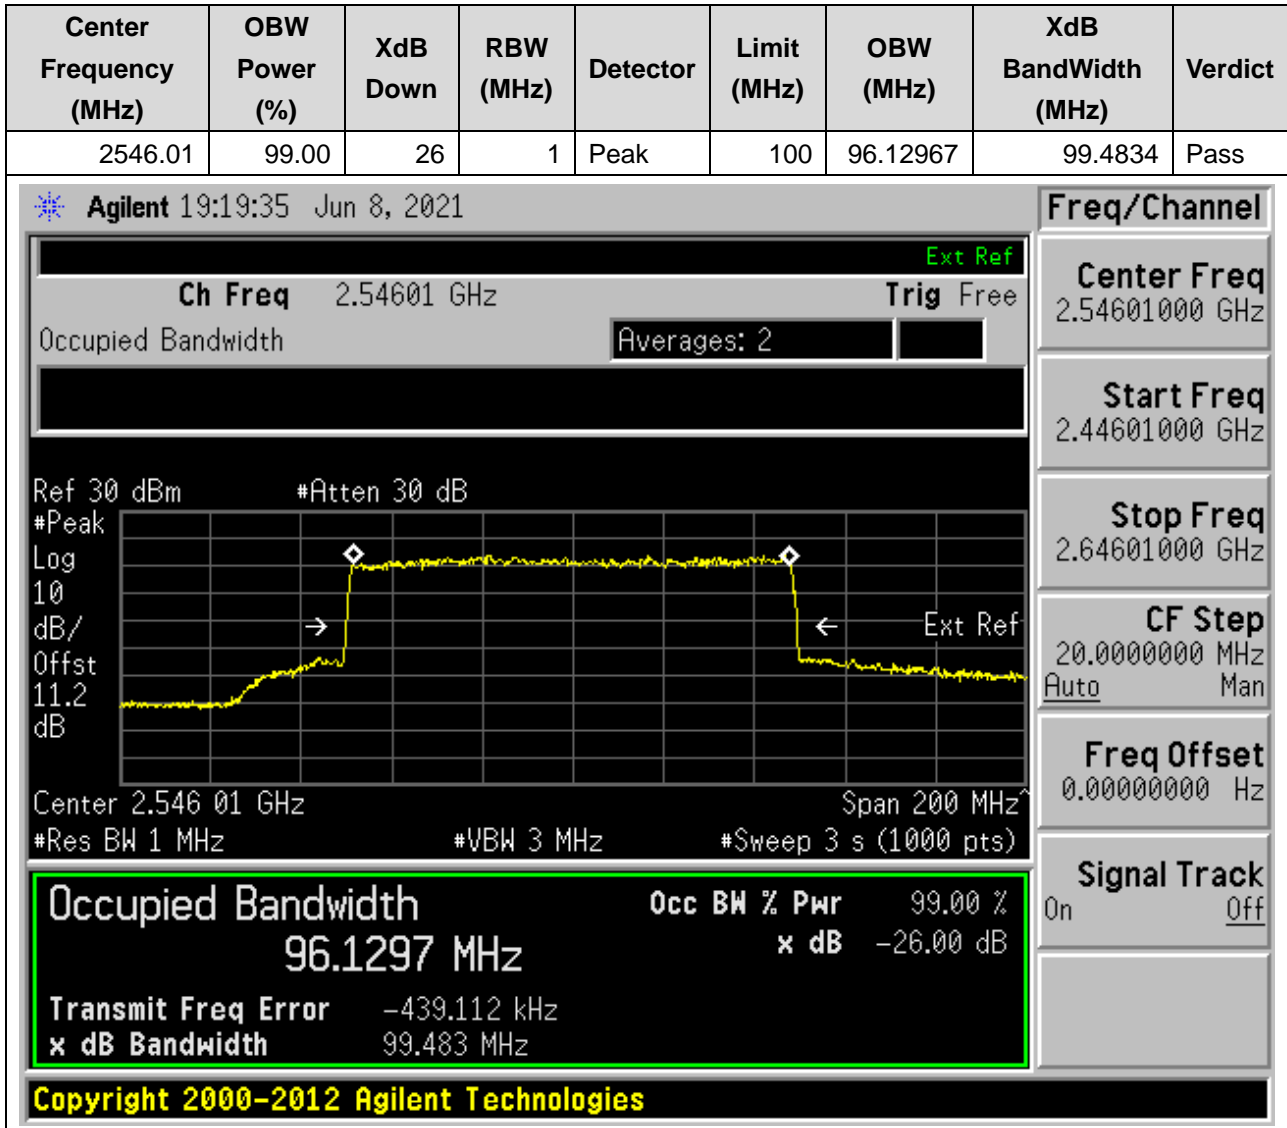 Center Frequency (MHz) OBW Power (%) XdB Down RBW (MHz) Detector Limit (MHz) OBW (MHz) XdB BandWidth (MHz) Verdict
2546.01 99.00 26 1 Peak 100 96.12967 99.4834 Pass
Agilent 19:19:35 Jun 8, 2021
Freq/Channel
Ext Ref
Ch Freq 2.54601 GHz Trig Free
Occupied Bandwidth Averages: 2
Center Freq
2.54601000 GHz
Start Freq
2.44601000 GHz
Stop Freq
2.64601000 GHz
CF Step
20.0000000 MHz
Auto Man
Freq Offset
0.00000000 Hz
Signal Track
On Off
Ref 30 dBm #Atten 30 dB
#Peak
Log
10
dB/
Offst
11.2
dB
Ext Ref
Center 2.546 01 GHz Span 200 MHz^
#Res BW 1 MHz #VBW 3 MHz #Sweep 3 s (1000 pts)
Occupied Bandwidth Occ BW % Pwr 99.00 %
96.1297 MHz x dB -26.00 dB
Transmit Freq Error -439.112 kHz
x dB Bandwidth 99.483 MHz
Copyright 2000-2012 Agilent Technologies